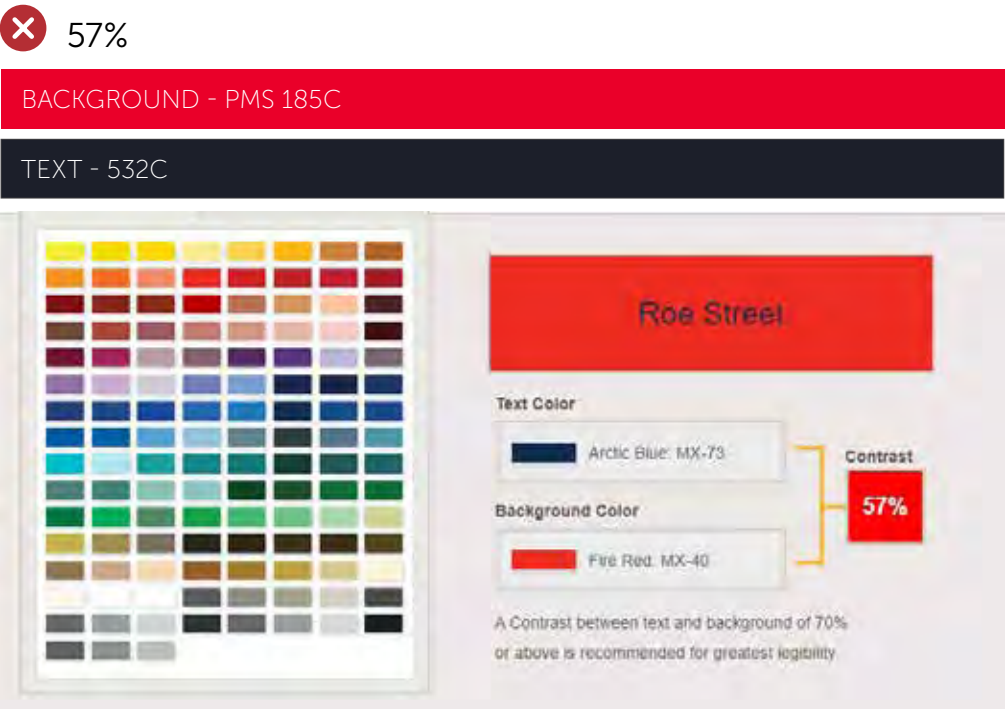 57%
BACKGROUND - PMS 185C
TEXT - 532C
Roe Street
Text Color
Arctic Blue: MX-73
Contrast
57%
Background Color
Fire Red: MX-40
A Contrast between text and background of 70%
or above is recommended for greatest legibility